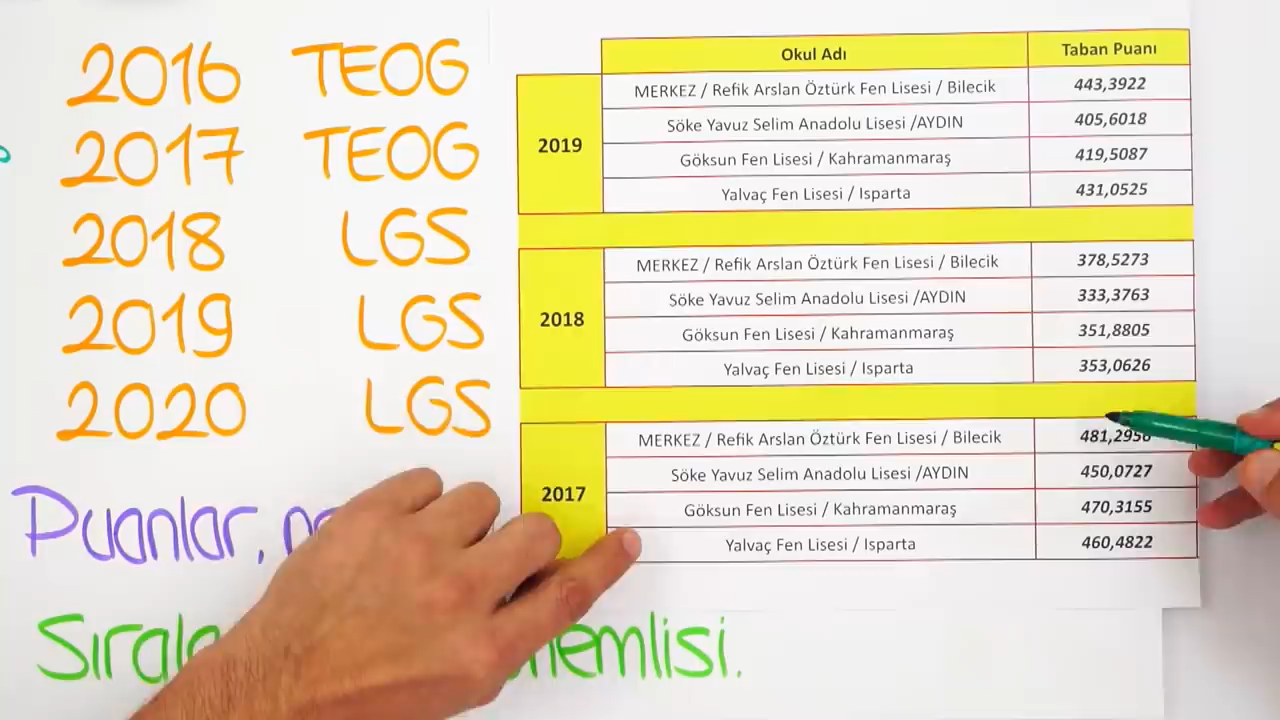 2016 TEOG
2017 TEOG
2018 LGS
2019 LGS
2020 LGS
Puanlar,
Okul Adı Taban Puanı
2019
MERKEZ / Refik Arslan Öztürk Fen Lisesi / Bilecik 443,3922
Söke Yavuz Selim Anadolu Lisesi /AYDIN 405,6018
Göksun Fen Lisesi / Kahramanmaraş 419,5087
Yalvaç Fen Lisesi / Isparta 431,0525
2018
MERKEZ / Refik Arslan Öztürk Fen Lisesi / Bilecik 378,5273
Söke Yavuz Selim Anadolu Lisesi /AYDIN 333,3763
Göksun Fen Lisesi / Kahramanmaraş 351,8805
Yalvaç Fen Lisesi / Isparta 353,0626
2017
MERKEZ / Refik Arslan Öztürk Fen Lisesi / Bilecik
Söke Yavuz Selim Anadolu Lisesi /AYDIN 450,0727
Göksun Fen Lisesi / Kahramanmaraş 470,3155
Yalvaç Fen Lisesi / Isparta 460,4822